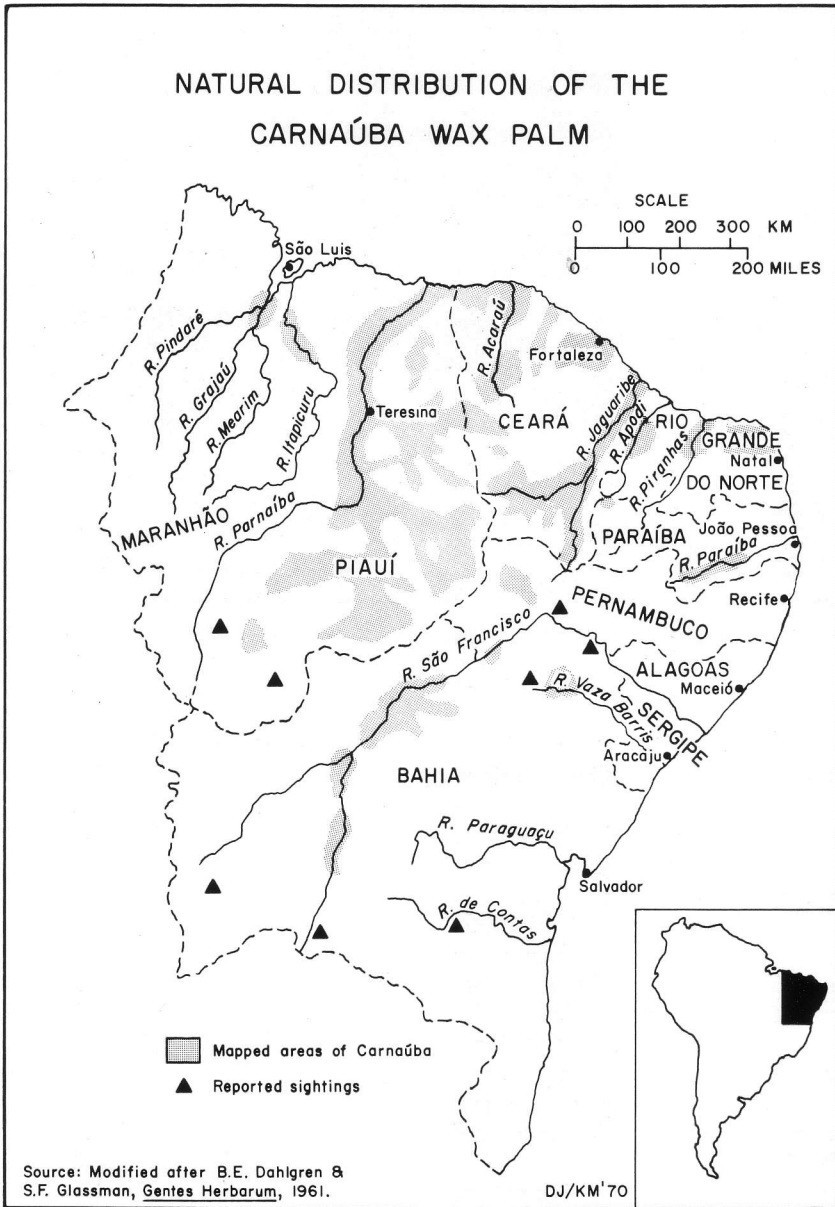 NATURAL DISTRIBUTION OF THE
CARNAÚBA WAX PALM
SCALE
0 100 200 300 KM
0 100 200 MILES
São Luis
R. Pindaré
R. Grajaú
R. Mearim
R. Itapicuru
Teresina
R. Acaraú
Fortaleza
CEARÁ
R. Jaguaribe
R. Apodi
RIO
GRANDE
Natal
DO NORTE
R. Piranhas
MARANHÃO
R. Parnaíba
PARAÍBA
João Pessoa
R. Paraíba
PIAUÍ
PERNAMBUCO
Recife
R. São Francisco
ALAGOAS
Maceió
R. Vaza Barris
SERGIPE
Aracaju
BAHIA
R. Paraguaçu
Salvador
R. de Contas
Mapped areas of Carnaúba
Reported sightings
Source: Modified after B.E. Dahlgren &
S.F. Glassman, Gentes Herbarum, 1961.
DJ/KM'70